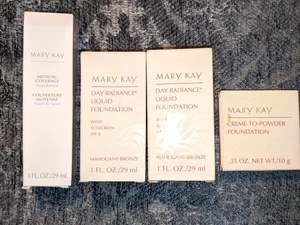 MARY KAY
MEDIUM
COVERAGE
Foundation
COUVERTURE
MOYENNE
Fond de teint
1 FL. OZ./29 ml
MARY KAY
DAY RADIANCE®
LIQUID
FOUNDATION
WITH
SUNSCREEN
SPF 8
MAHOGANY BRONZE
1 FL. OZ./29 ml
MARY KAY
DAY RADIANCE®
LIQUID
FOUNDATION
WITH
SUNSCREEN
MAHOGANY BRONZE
1 FL. OZ./29 ml
MARY KAY
CREME-TO-POWDER
FOUNDATION
.35 OZ. NET WT./10 g